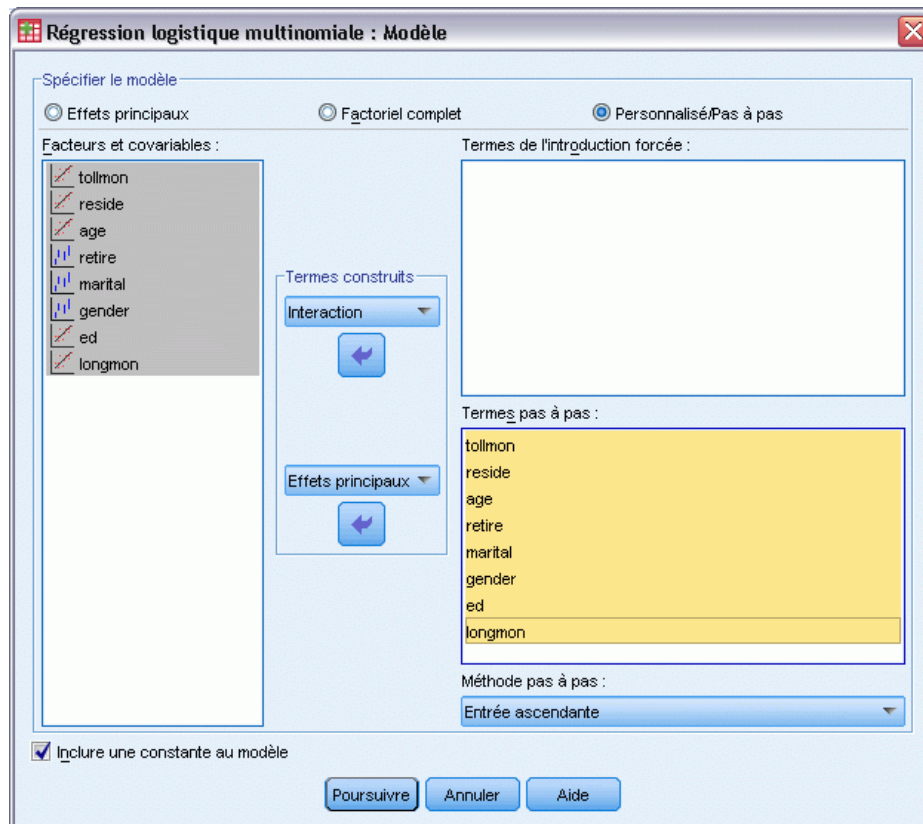 Régression logistique multinomiale : Modèle
Spécifier le modèle
Effets principaux
Factoriel complet
Personnalisé/Pas à pas
Facteurs et covariables :
tollmon
reside
age
retire
marital
gender
ed
longmon
Termes construits
Interaction
Effets principaux
Termes de l'introduction forcée :
Termes pas à pas :
tollmon
reside
age
retire
marital
gender
ed
longmon
Méthode pas à pas :
Entrée ascendante
Inclure une constante au modèle
Poursuivre
Annuler
Aide